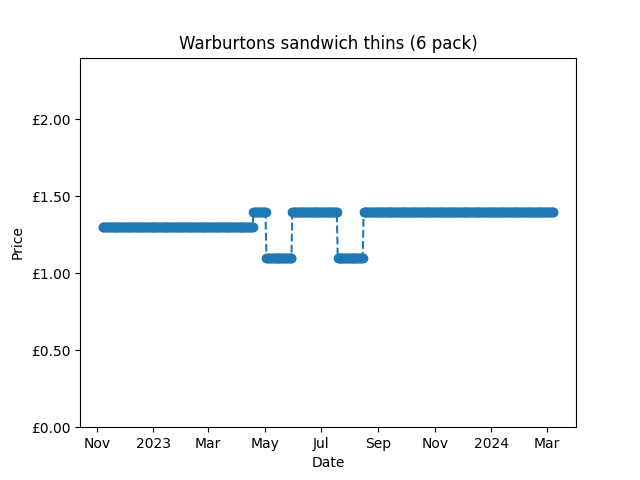 Warburtons sandwich thins (6 pack)
£2.00
£1.50
£1.00
£0.50
£0.00
Price
Nov 2023 Mar May Jul Sep Nov 2024 Mar
Date